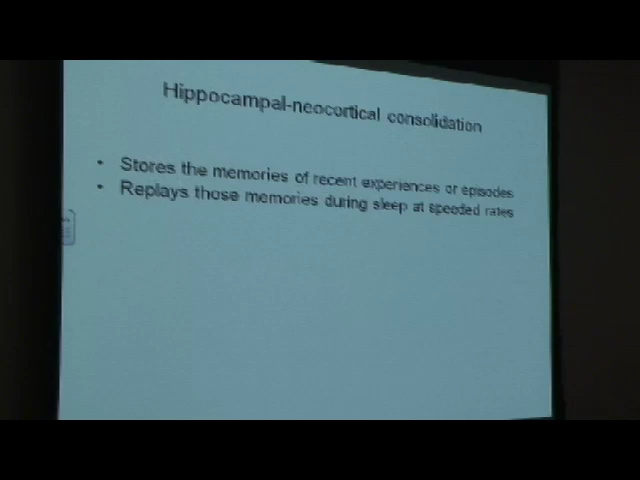 Hippocampal-neocortical consolidation
• Stores the memories of recent experiences or episodes
• Replays those memories during sleep at speeded rates